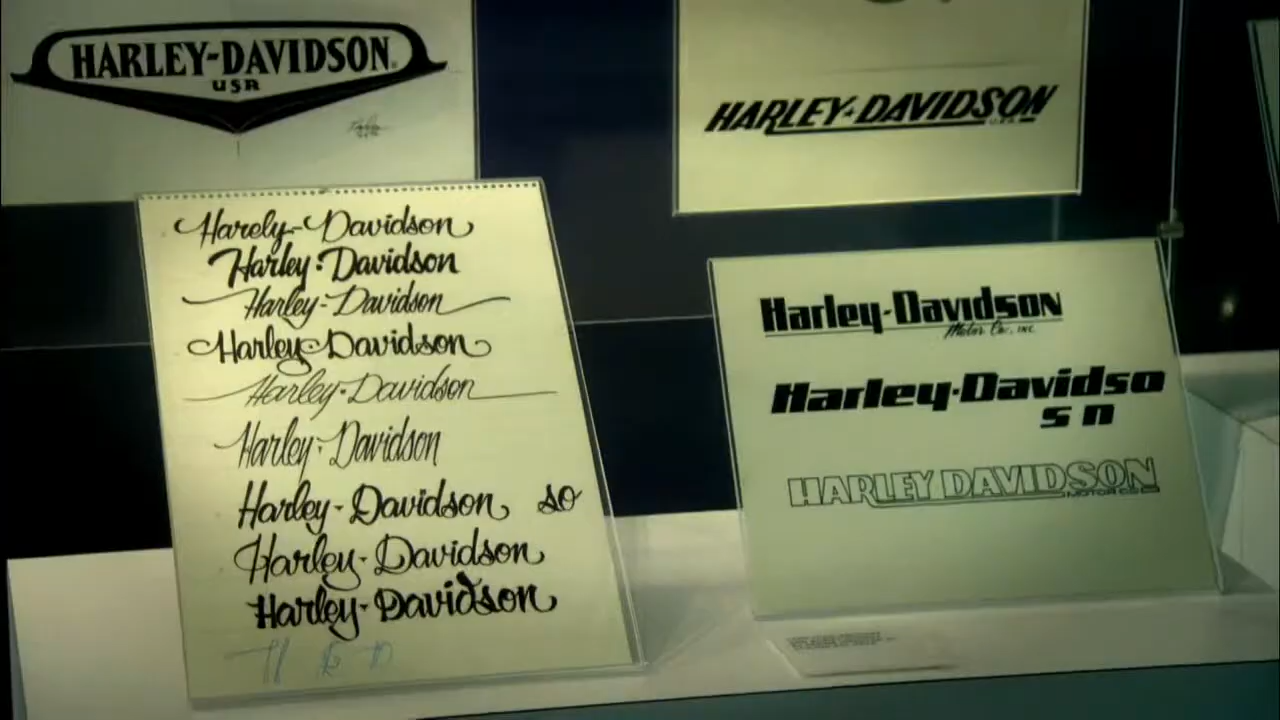 HARLEY-DAVIDSON
USA
HARLEY-DAVIDSON
Harely-Davidson
Harley-Davidson
Harley-Davidson
Harley-Davidson
Harley-Davidson
Harley-Davidson
Harley-Davidson, so
Harley-Davidson,
Harley-Davidson,
H
D
Harley-Davidson
Motor Co., INC.
Harley-Davidso
s n
HARLEY DAVIDSON
MOTOR CO